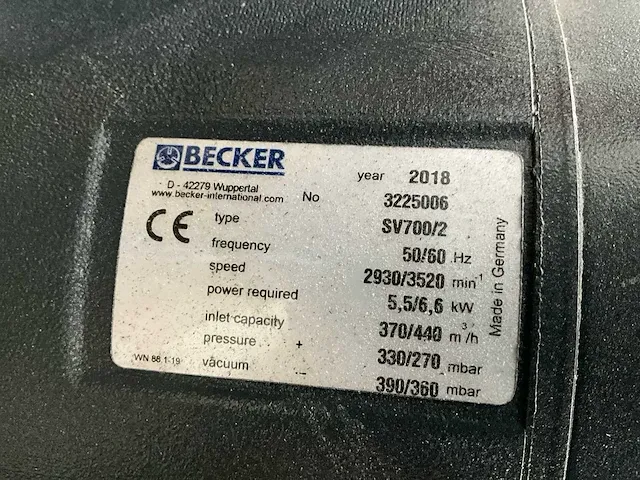 BECKER
D - 42279 Wuppertal
www.becker-international.com
year 2018
No 3225006
CE
type SV700/2
frequency 50/60 Hz
speed 2930/3520 min⁻¹
power required 5,5/6,6 kW
inlet capacity 370/440 m³/h
pressure + 330/270 mbar
vacuum - 390/360 mbar
WN 88.1-19
Made in Germany